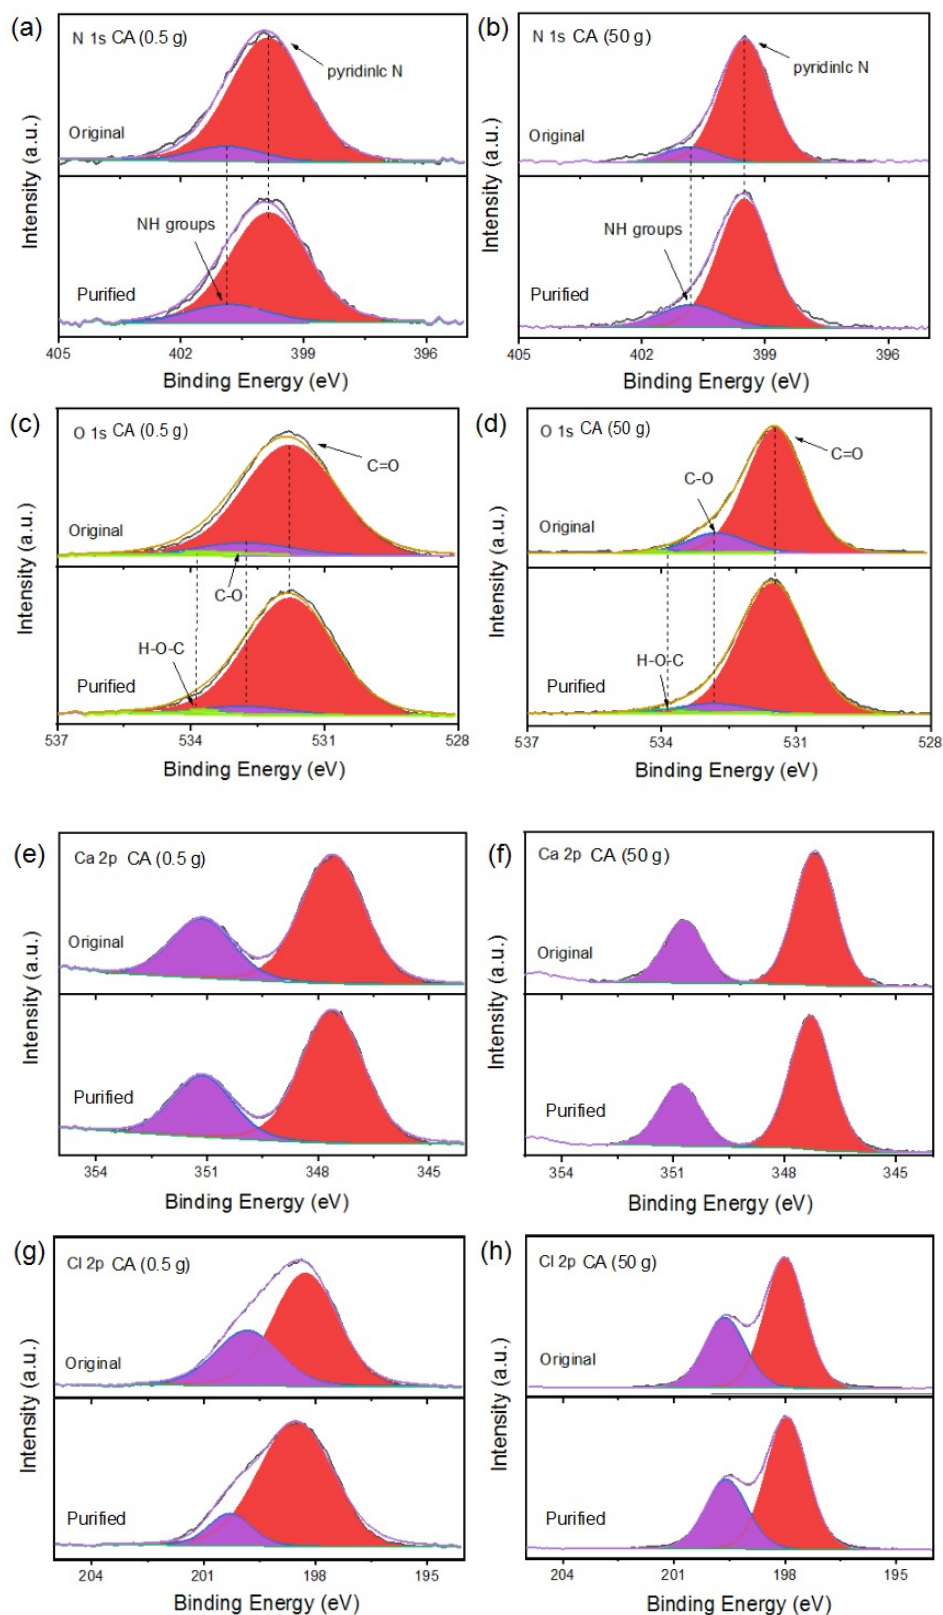 (a)
N 1s CA (0.5 g)
pyridinlc N
Original
NH groups
Purified
Intensity (a.u.)
405 402 399 396
Binding Energy (eV)
(b)
N 1s CA (50 g)
pyridinlc N
Original
NH groups
Purified
Intensity (a.u.)
405 402 399 396
Binding Energy (eV)
(c)
O 1s CA (0.5 g)
C=O
Original
C-O
H-O-C
Purified
Intensity (a.u.)
537 534 531 528
Binding Energy (eV)
(d)
O 1s CA (50 g)
C=O
C-O
Original
H-O-C
Purified
Intensity (a.u.)
537 534 531 528
Binding Energy (eV)
(e)
Ca 2p CA (0.5 g)
Original
Purified
Intensity (a.u.)
354 351 348 345
Binding Energy (eV)
(f)
Ca 2p CA (50 g)
Original
Purified
Intensity (a.u.)
354 351 348 345
Binding Energy (eV)
(g)
Cl 2p CA (0.5 g)
Original
Purified
Intensity (a.u.)
204 201 198 195
Binding Energy (eV)
(h)
Cl 2p CA (50 g)
Original
Purified
Intensity (a.u.)
204 201 198 195
Binding Energy (eV)